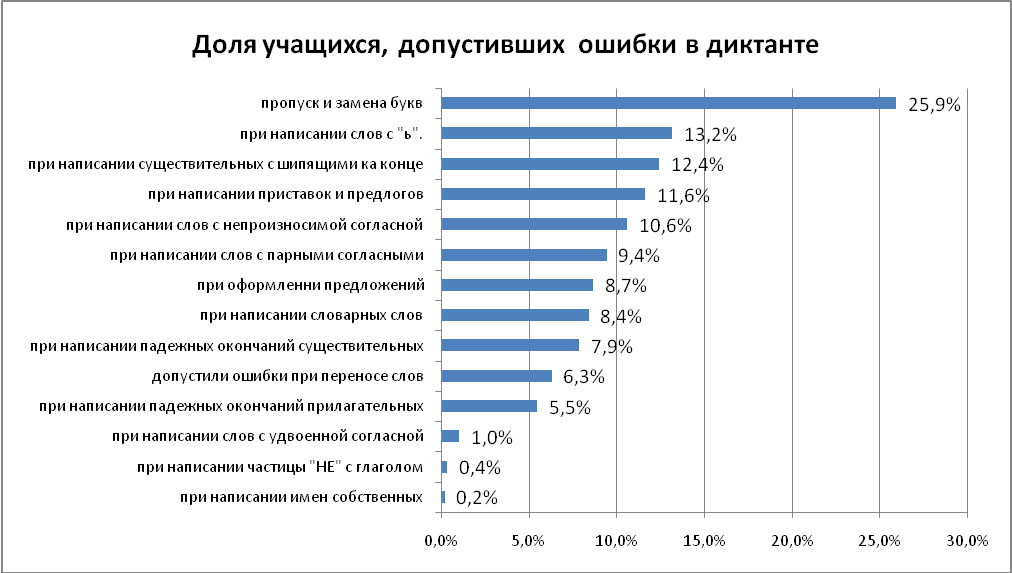 Доля учащихся, допустивших ошибки в диктанте
пропуск и замена букв 25,9%
при написании слов с "ь". 13,2%
при написании существительных с шипящими ка конце 12,4%
при написании приставок и предлогов 11,6%
при написании слов с непроизносимой согласной 10,6%
при написании слов с парными согласными 9,4%
при оформленни предложений 8,7%
при написании словарных слов 8,4%
при написании падежных окончаний существительных 7,9%
допустили ошибки при переносе слов 6,3%
при написании падежных окончаний прилагательных 5,5%
при написании слов с удвоенной согласной 1,0%
при написании частицы "НЕ" с глаголом 0,4%
при написании имен собственных 0,2%
0,0% 5,0% 10,0% 15,0% 20,0% 25,0% 30,0%